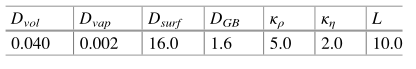 D_vol D_vap D_surf D_GB κ_ρ κ_η L
0.040 0.002 16.0 1.6 5.0 2.0 10.0